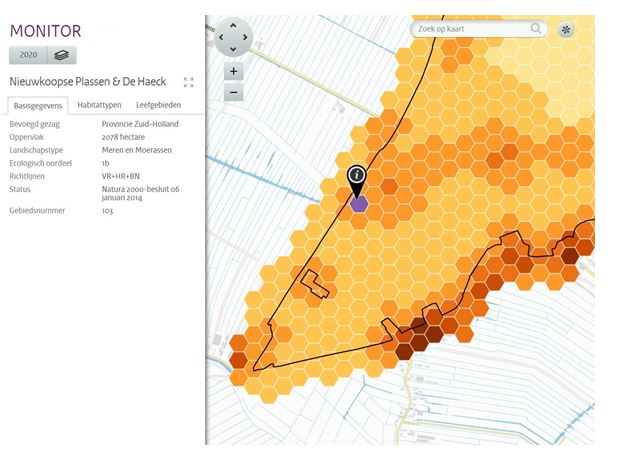 MONITOR
2020
Nieuwkoopse Plassen & De Haeck
Basisgegevens Habitattypen Leefgebieden
Bevoegd gezag Provincie Zuid-Holland
Oppervlak 2078 hectare
Landschapstype Meren en Moerassen
Ecologisch oordeel 1b
Richtlijnen VR+HR+BN
Status Natura 2000-besluit 06
januari 2014
Gebiedsnummer 103
Zoek op kaart
+
−
i